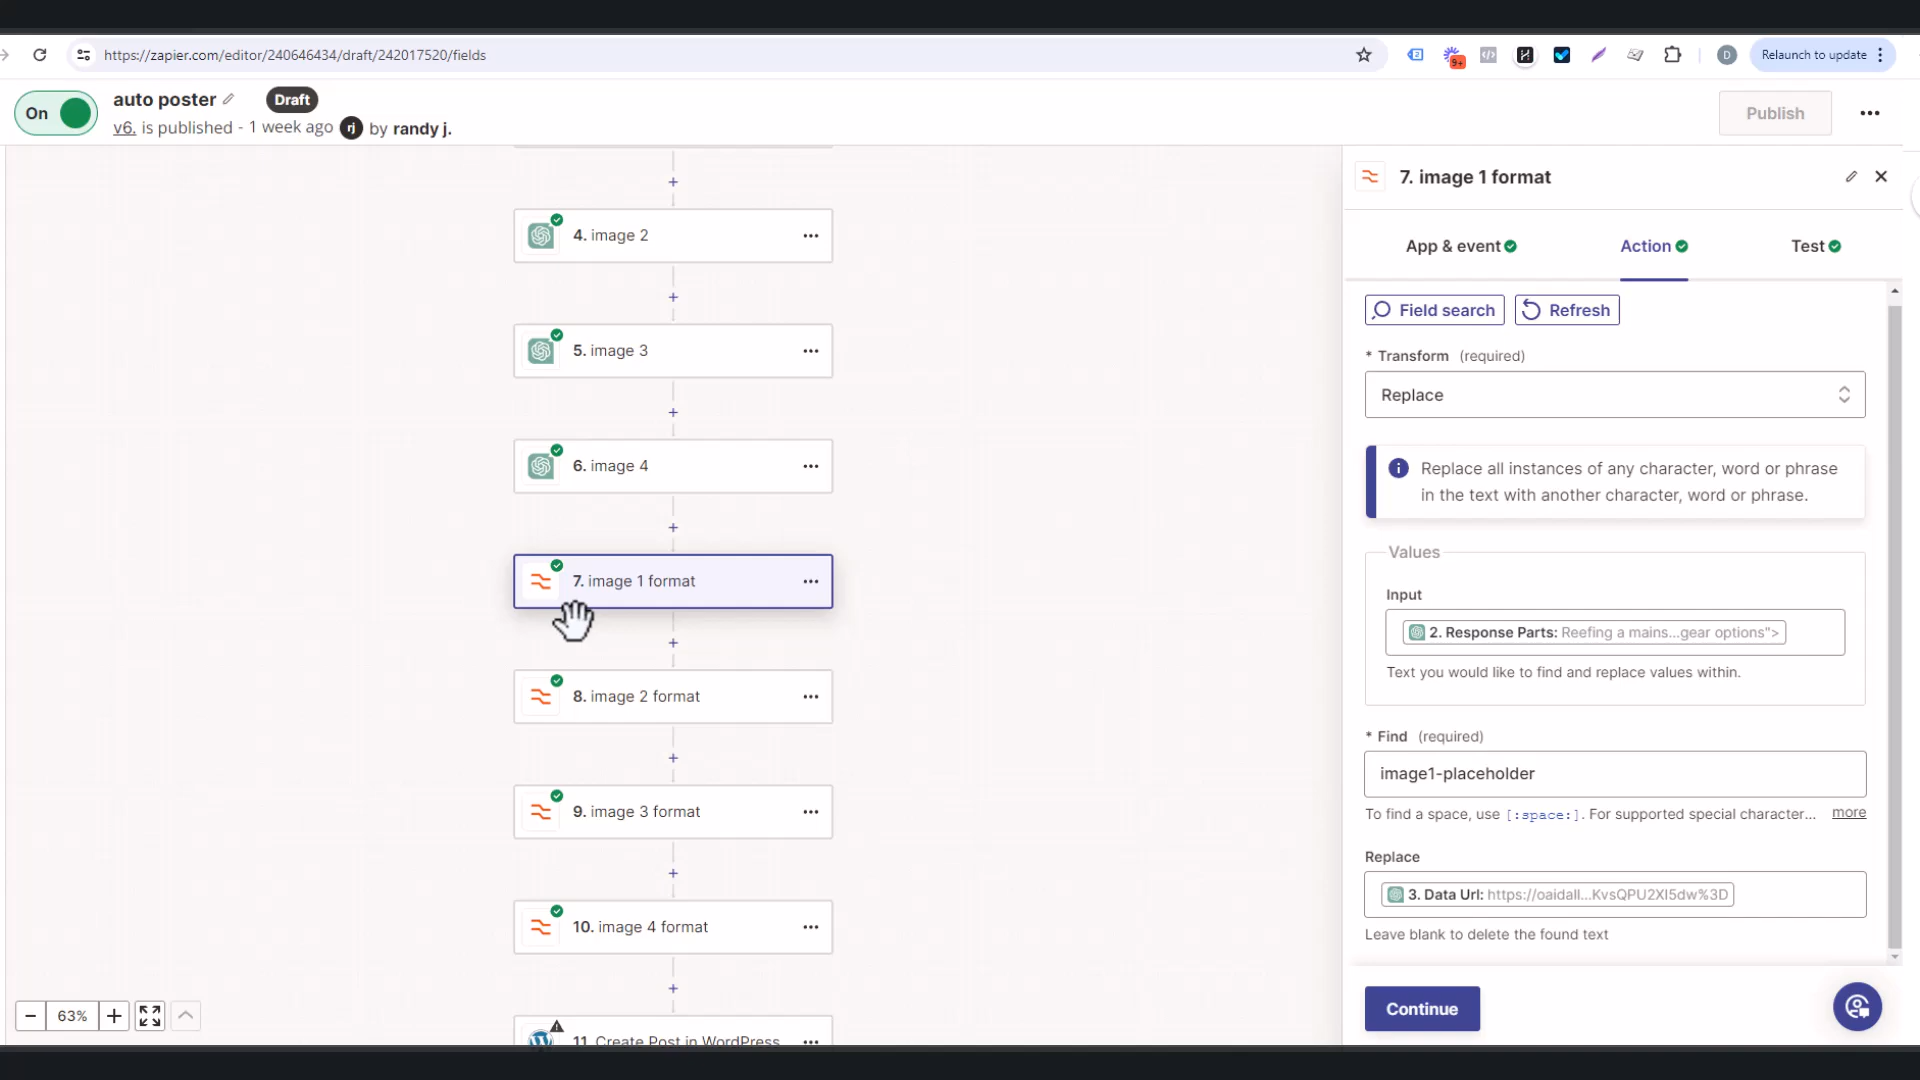 https://zapier.com/editor/240646434/draft/242017520/fields
9+
D
Relaunch to update
On
auto poster
Draft
v6. is published - 1 week ago rj by randy j.
Publish
4. image 2
5. image 3
6. image 4
7. image 1 format
8. image 2 format
9. image 3 format
10. image 4 format
11. Create Post in WordPress
63%
7. image 1 format
App & event
Action
Test
Field search
Refresh
* Transform (required)
Replace
Replace all instances of any character, word or phrase
in the text with another character, word or phrase.
Values
Input
2. Response Parts: Reefing a mains...gear options">
Text you would like to find and replace values within.
* Find (required)
image1-placeholder
To find a space, use [:space:]. For supported special character... more
Replace
3. Data Url: https://oaidall...KvsQPU2XI5dw%3D
Leave blank to delete the found text
Continue